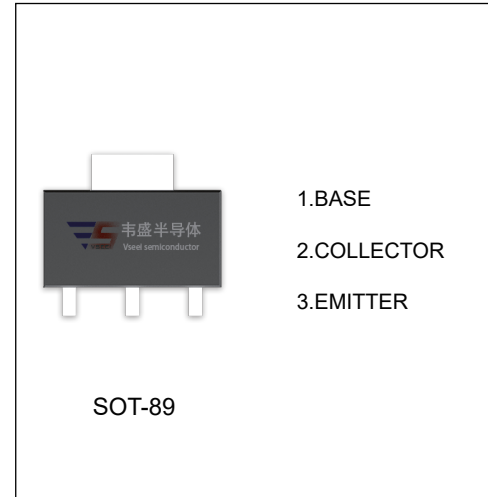 韦盛半导体
Vseel semiconductor
1.BASE
2.COLLECTOR
3.EMITTER
SOT-89